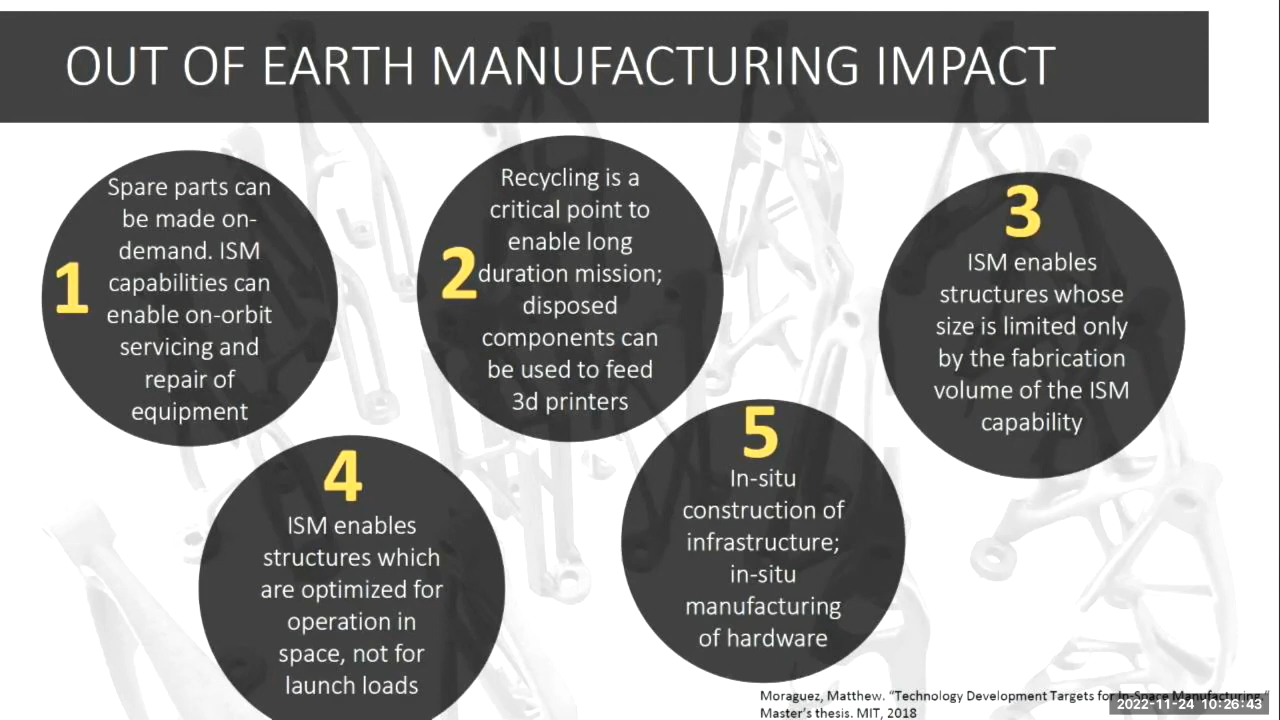 OUT OF EARTH MANUFACTURING IMPACT
1
Spare parts can
be made on-
demand. ISM
capabilities can
enable on-orbit
servicing and
repair of
equipment
2
Recycling is a
critical point to
enable long
duration mission;
disposed
components can
be used to feed
3d printers
3
ISM enables
structures whose
size is limited only
by the fabrication
volume of the ISM
capability
4
ISM enables
structures which
are optimized for
operation in
space, not for
launch loads
5
In-situ
construction of
infrastructure;
in-situ
manufacturing
of hardware
Moraguez, Matthew. “Technology Development Targets for In-Space Manufacturing.”
Master’s thesis. MIT, 2018
2022-11-24 10:26:43